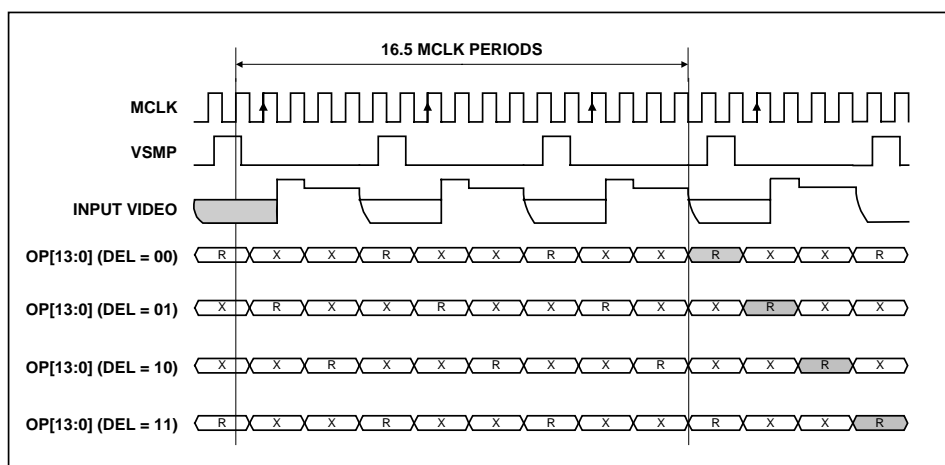 16.5 MCLK PERIODS
MCLK
VSMP
INPUT VIDEO
OP[13:0] (DEL = 00) R X X R X X R X X R X X R
OP[13:0] (DEL = 01) X R X X R X X R X X R X X
OP[13:0] (DEL = 10) X X R X X R X X R X X R X
OP[13:0] (DEL = 11) R X X R X X R X X R X X R